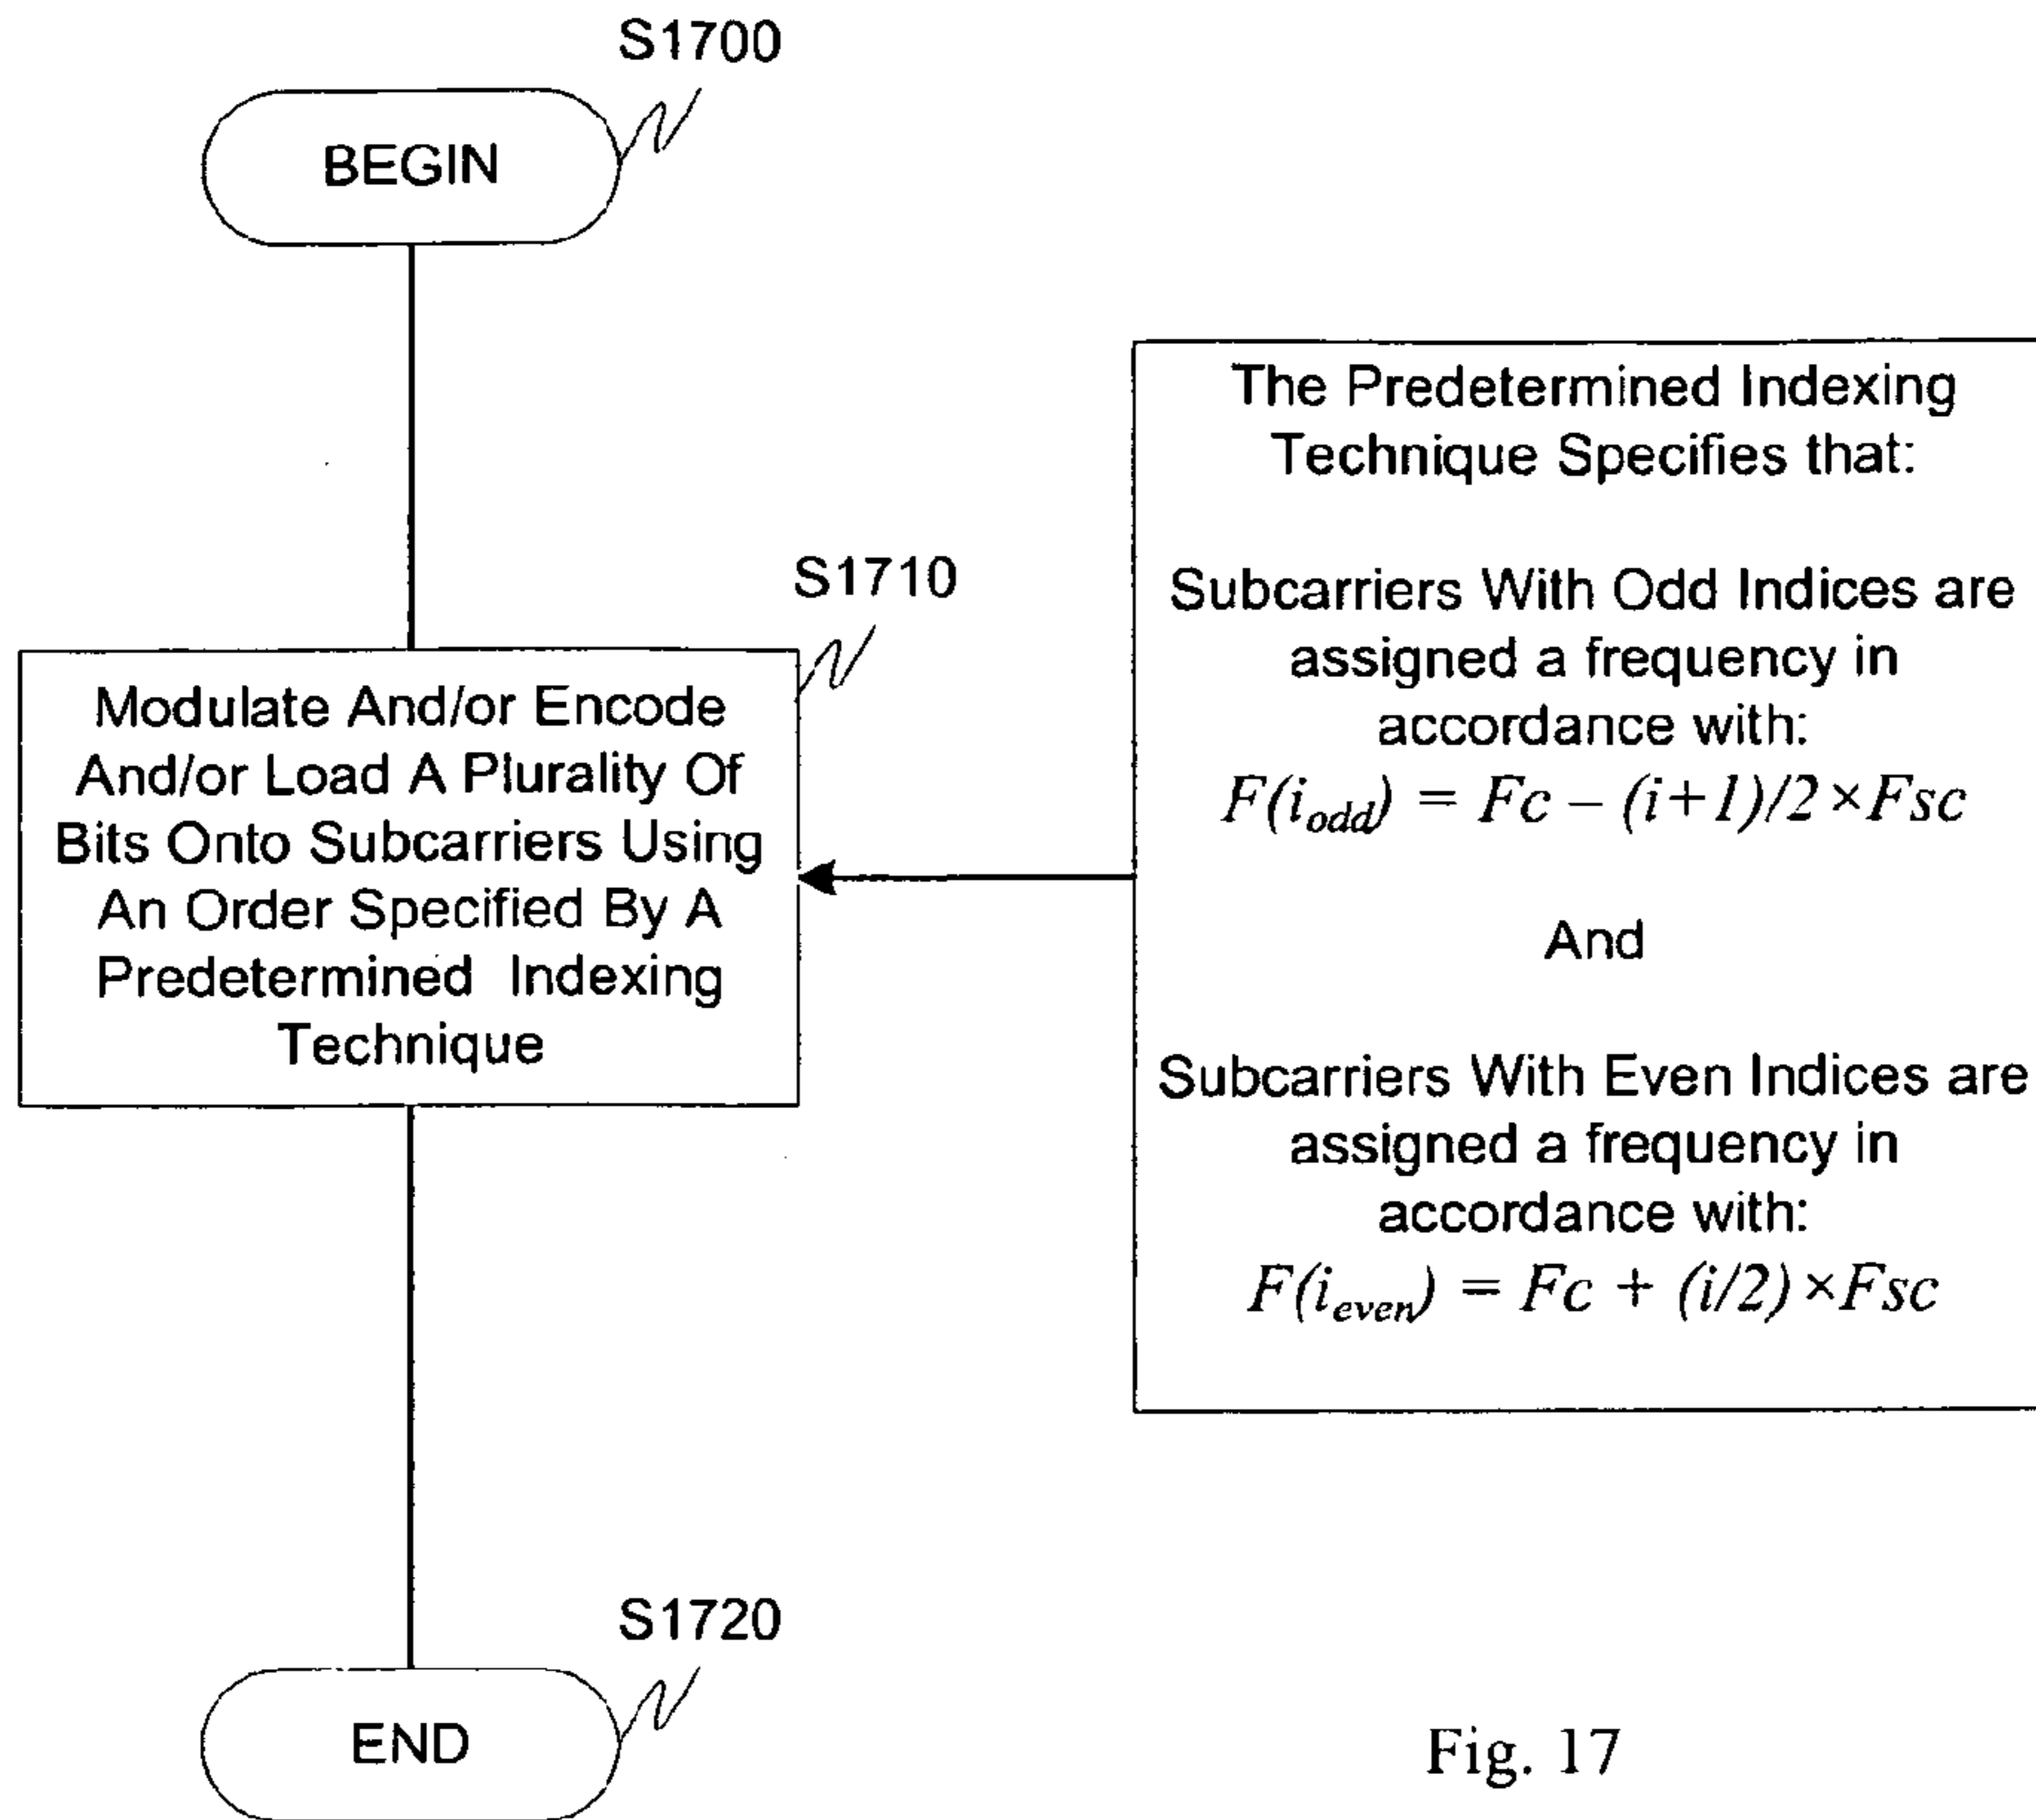 S1700
BEGIN
S1710
Modulate And/or Encode
And/or Load A Plurality Of
Bits Onto Subcarriers Using
An Order Specified By A
Predetermined Indexing
Technique
The Predetermined Indexing
Technique Specifies that:
Subcarriers With Odd Indices are
assigned a frequency in
accordance with:
F(i_odd) = Fc – (i+1)/2 ×Fsc
And
Subcarriers With Even Indices are
assigned a frequency in
accordance with:
F(i_even) = Fc + (i/2) ×Fsc
S1720
END
Fig. 17